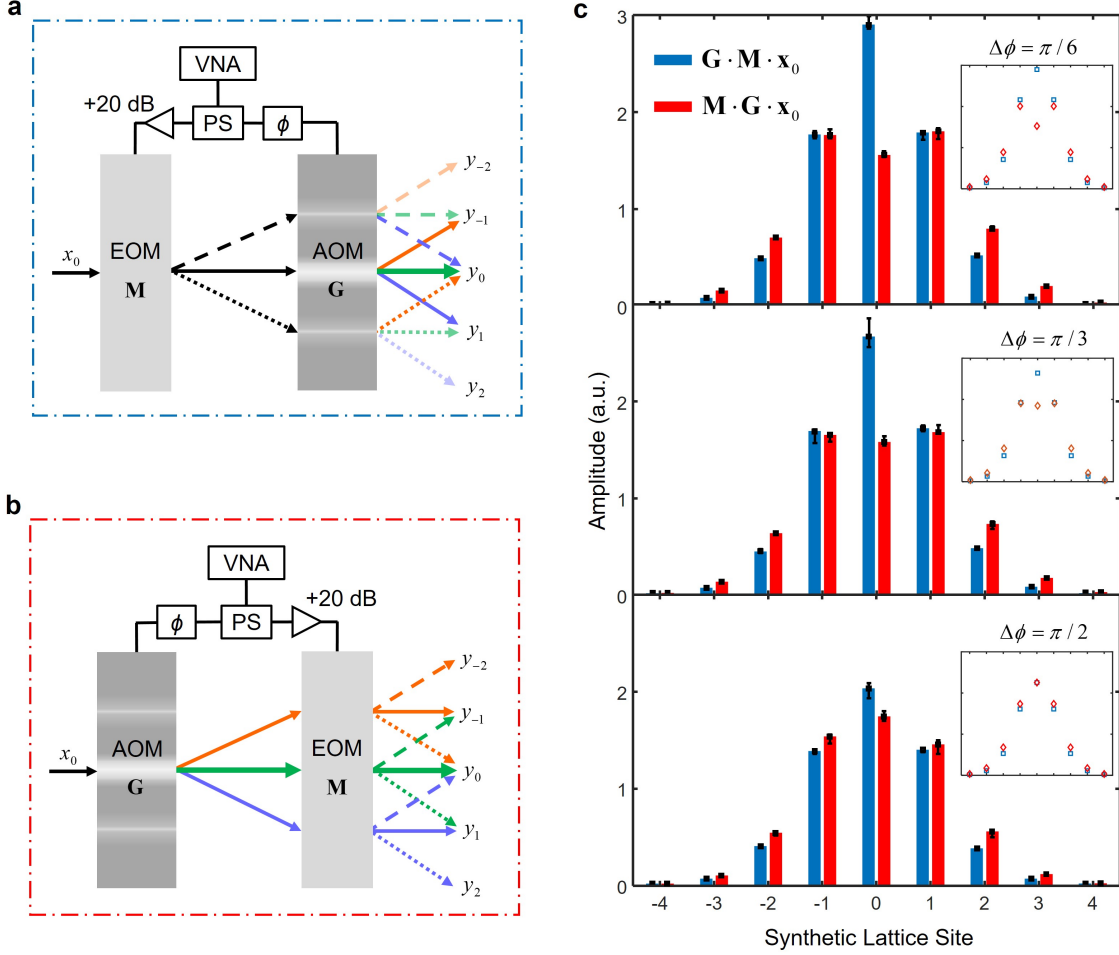 a
VNA
+20 dB
PS
ϕ
x₀
EOM
M
AOM
G
y₋₂
y₋₁
y₀
y₁
y₂
b
VNA
+20 dB
ϕ
PS
x₀
AOM
G
EOM
M
y₋₂
y₋₁
y₀
y₁
y₂
c
Amplitude (a.u.)
3
2
1
0
G · M · x₀
M · G · x₀
Δϕ = π / 6
2
1
0
Δϕ = π / 3
2
1
0
Δϕ = π / 2
-4 -3 -2 -1 0 1 2 3 4
Synthetic Lattice Site